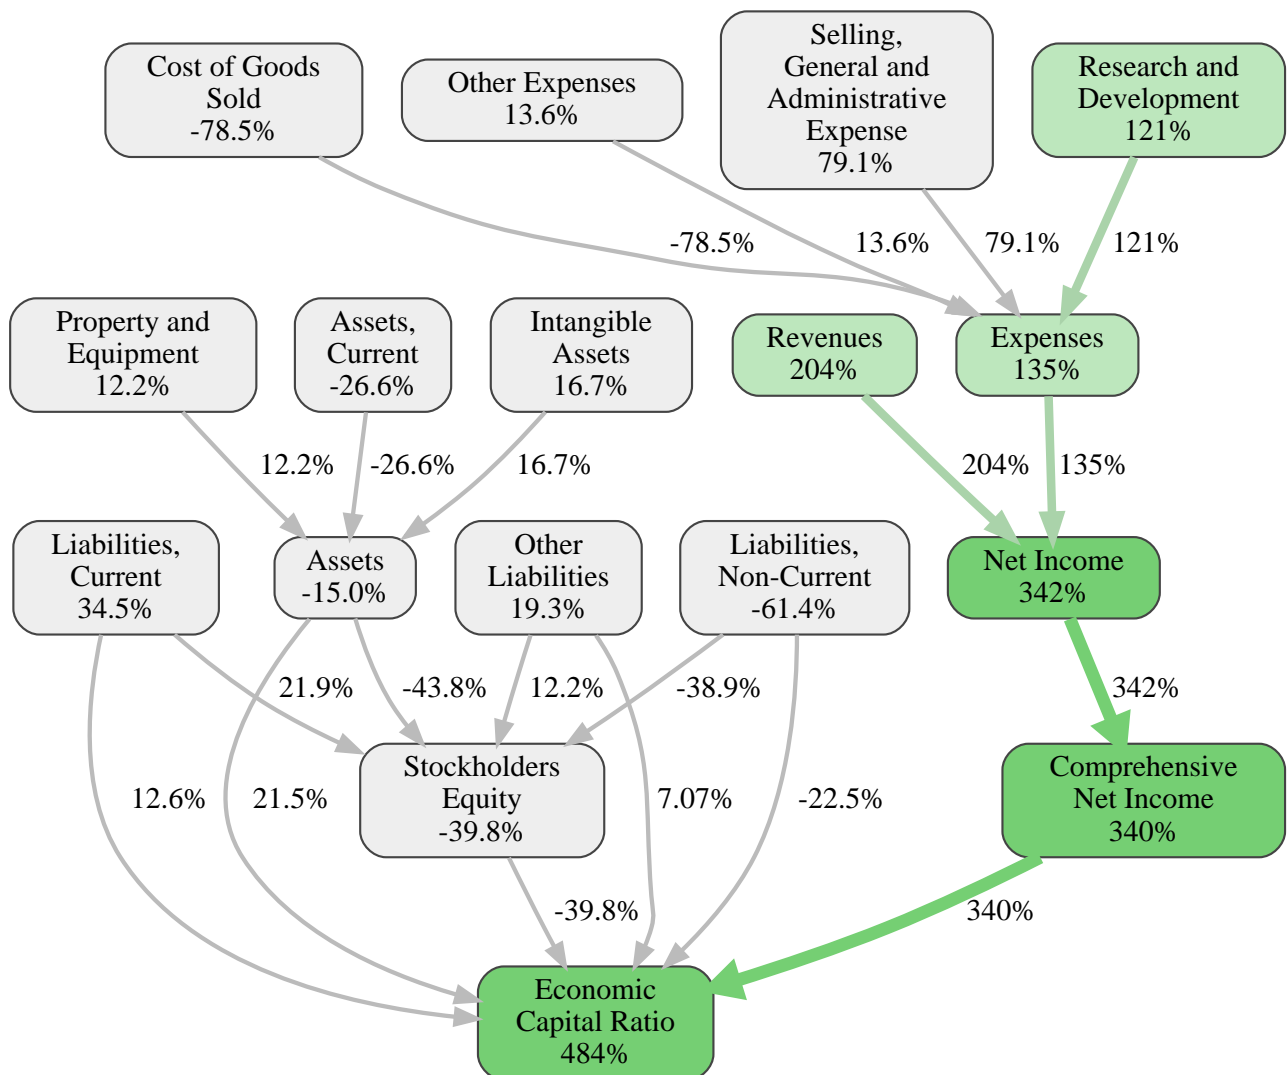 Cost of Goods
Sold
-78.5%
Other Expenses
13.6%
Selling,
General and
Administrative
Expense
79.1%
Research and
Development
121%
-78.5%
13.6%
79.1%
121%
Property and
Equipment
12.2%
Assets,
Current
-26.6%
Intangible
Assets
16.7%
Revenues
204%
Expenses
135%
12.2%
-26.6%
16.7%
204%
135%
Liabilities,
Current
34.5%
Assets
-15.0%
Other
Liabilities
19.3%
Liabilities,
Non-Current
-61.4%
Net Income
342%
21.9%
-43.8%
12.2%
-38.9%
342%
12.6%
21.5%
Stockholders
Equity
-39.8%
7.07%
-22.5%
Comprehensive
Net Income
340%
-39.8%
340%
Economic
Capital Ratio
484%